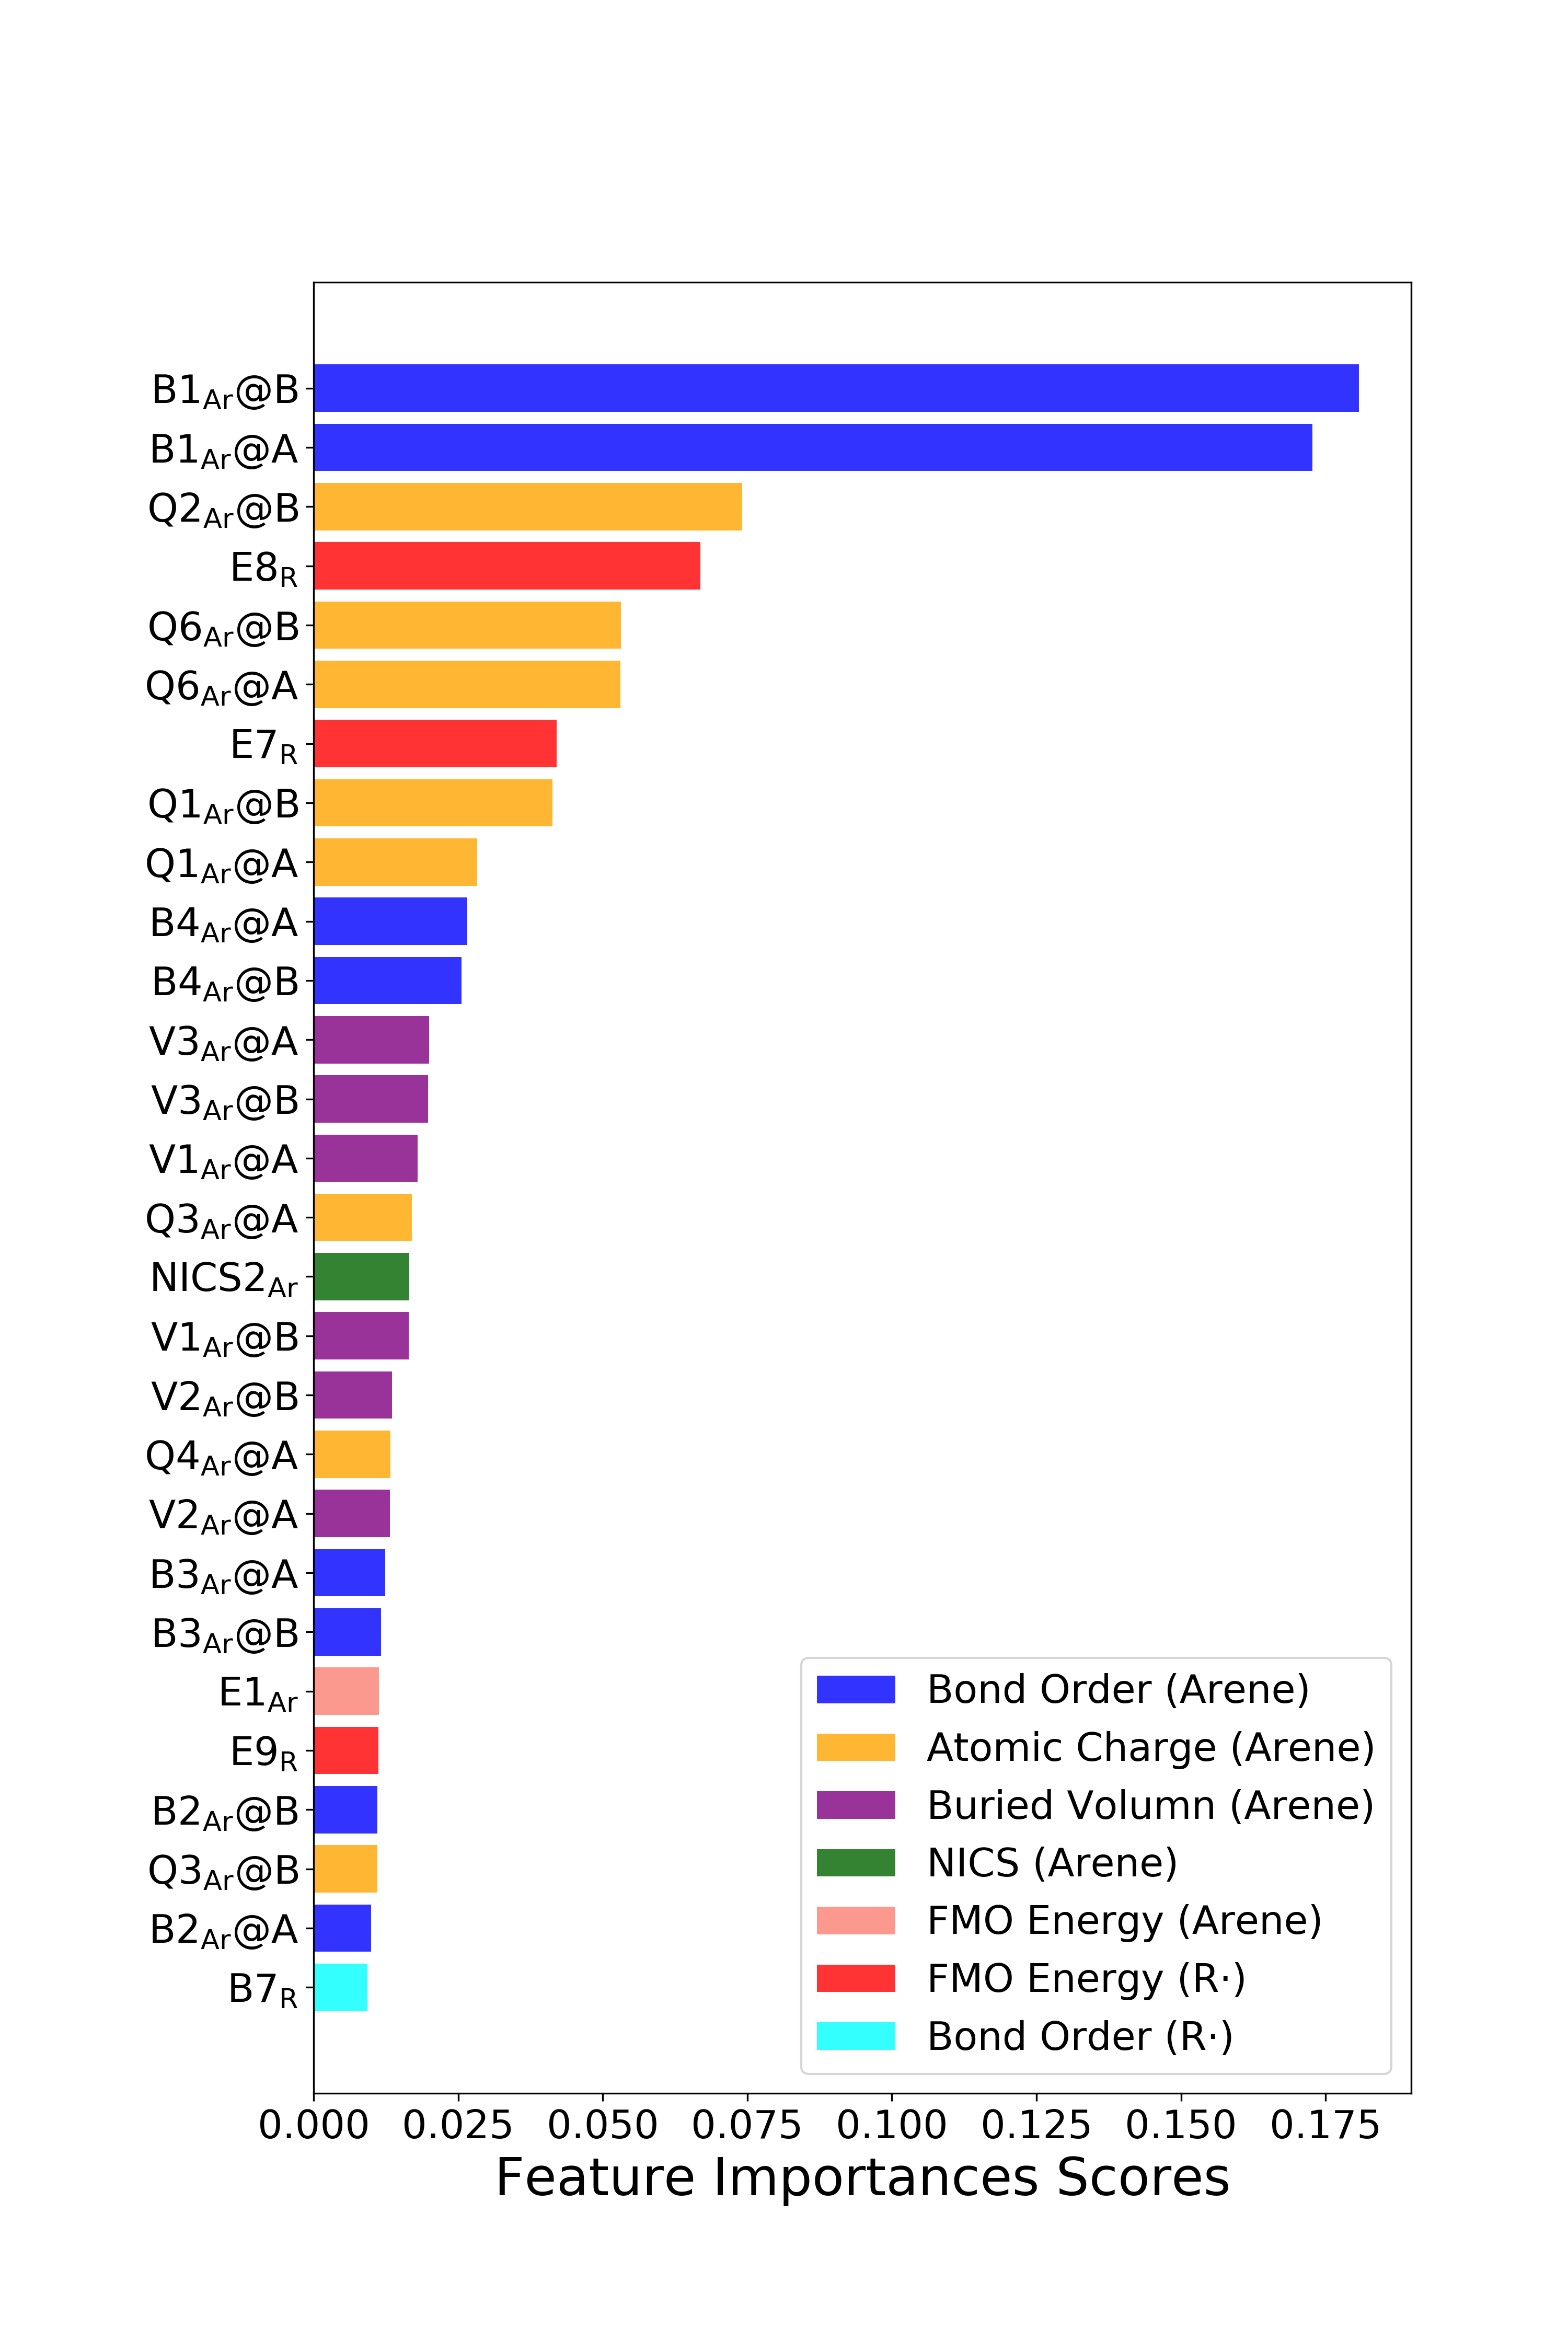 B1Ar@B
B1Ar@A
Q2Ar@B
E8R
Q6Ar@B
Q6Ar@A
E7R
Q1Ar@B
Q1Ar@A
B4Ar@A
B4Ar@B
V3Ar@A
V3Ar@B
V1Ar@A
Q3Ar@A
NICS2Ar
V1Ar@B
V2Ar@B
Q4Ar@A
V2Ar@A
B3Ar@A
B3Ar@B
E1Ar
E9R
B2Ar@B
Q3Ar@B
B2Ar@A
B7R
Bond Order (Arene)
Atomic Charge (Arene)
Buried Volumn (Arene)
NICS (Arene)
FMO Energy (Arene)
FMO Energy (R·)
Bond Order (R·)
0.000 0.025 0.050 0.075 0.100 0.125 0.150 0.175
Feature Importances Scores